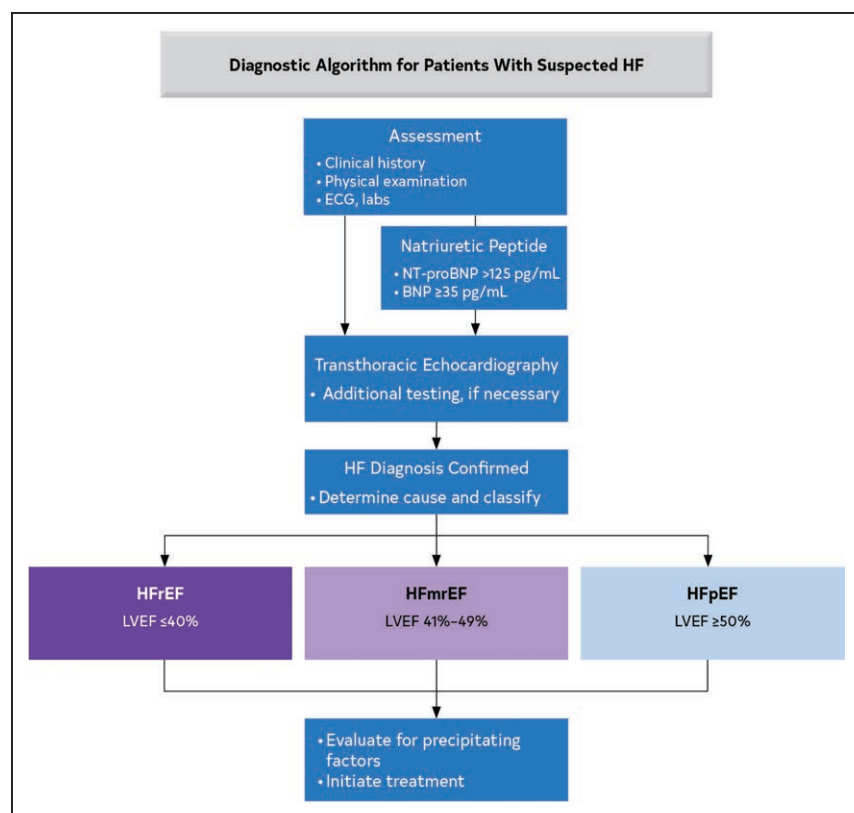 Diagnostic Algorithm for Patients With Suspected HF
Assessment
• Clinical history
• Physical examination
• ECG, labs
Natriuretic Peptide
• NT-proBNP >125 pg/mL
• BNP ≥35 pg/mL
Transthoracic Echocardiography
• Additional testing, if necessary
HF Diagnosis Confirmed
• Determine cause and classify
HFrEF
LVEF ≤40%
HFmrEF
LVEF 41%–49%
HFpEF
LVEF ≥50%
• Evaluate for precipitating
factors
• Initiate treatment